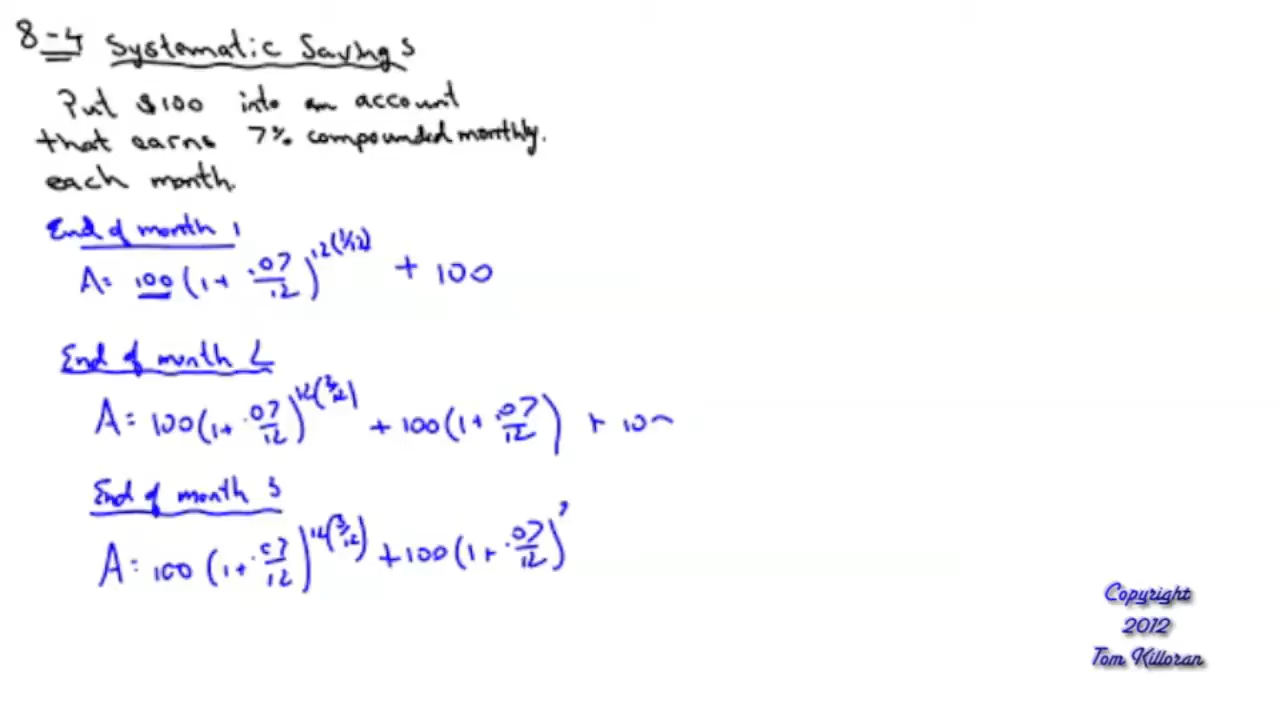 8-4 Systematic Savings
Put $100 into an account
that earns 7% compounded monthly.
each month.
End of month 1
A = 100(1+.07/12)^12(1/12) + 100
End of month 2
A = 100(1+.07/12)^12(2/12) + 100(1+.07/12) + 100
End of month 3
A = 100(1+.07/12)^12(3/12) + 100(1+.07/12)
Copyright
2012
Tom Killoran